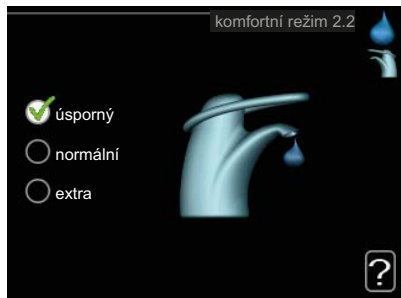 komfortní režim 2.2
úsporný
normální
extra
?